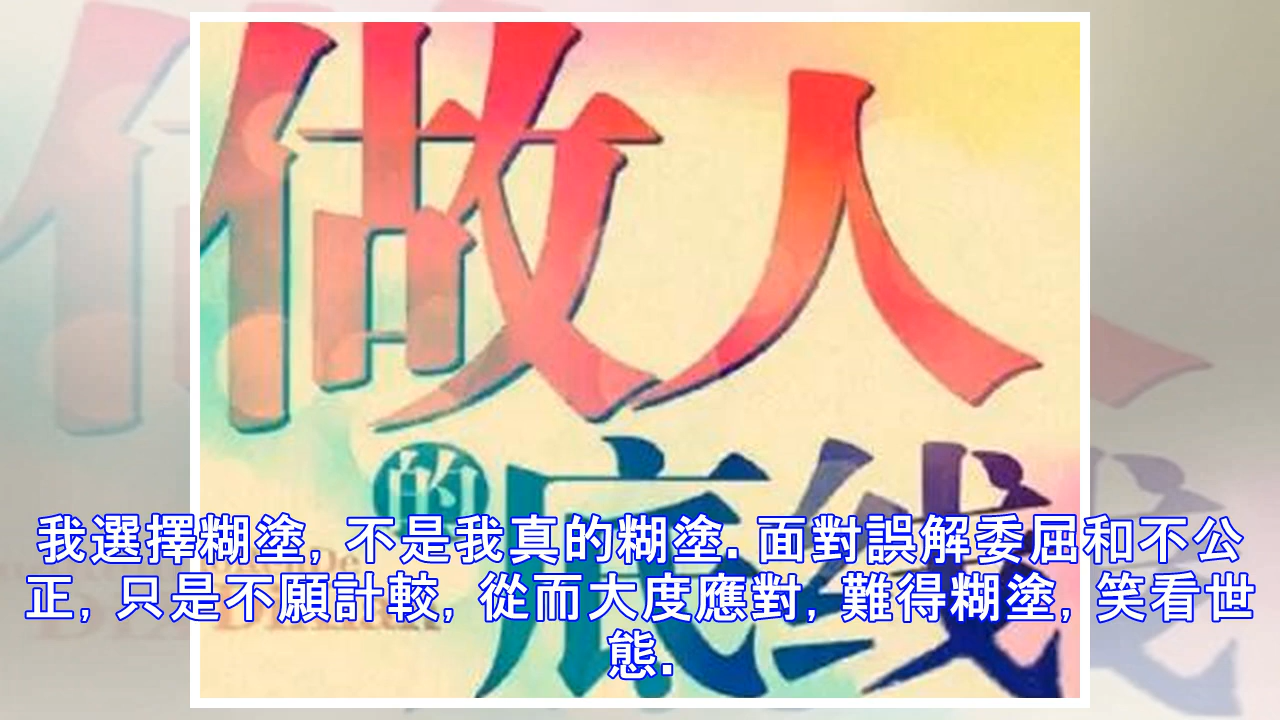 做人
的底线
我選擇糊塗, 不是我真的糊塗. 面對誤解委屈和不公
正, 只是不願計較, 從而大度應對, 難得糊塗, 笑看世
態.